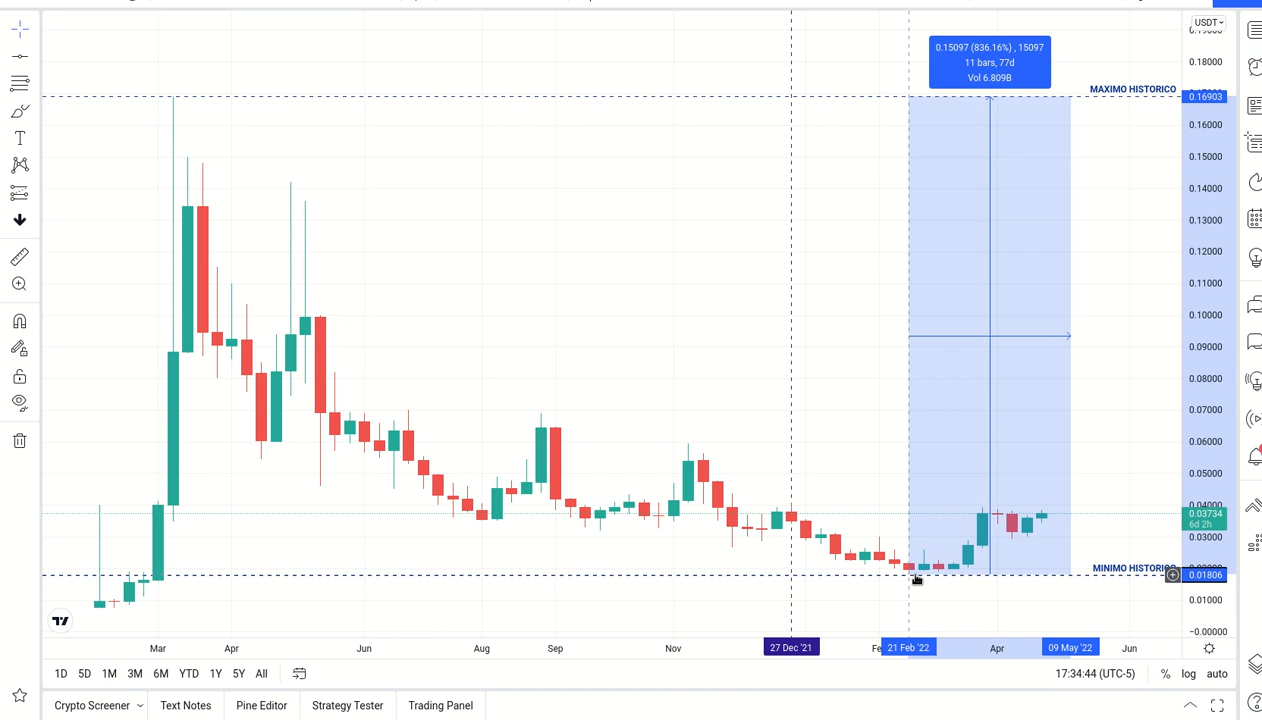 USDT
0.18000
0.15097 (836.16%) , 15097
11 bars, 77d
Vol 6.809B
MAXIMO HISTORICO
0.16903
0.16000
0.15000
0.14000
0.13000
0.12000
0.11000
0.10000
0.09000
0.08000
0.07000
0.06000
0.05000
0.03734
6d 2h
0.03000
MINIMO HISTORICO
0.01806
0.01000
−0.00000
Mar
Apr
Jun
Aug
Sep
Nov
27 Dec '21
Fe
21 Feb '22
Apr
09 May '22
Jun
1D 5D 1M 3M 6M YTD 1Y 5Y All
17:34:44 (UTC-5)
% log auto
Crypto Screener Text Notes Pine Editor Strategy Tester Trading Panel